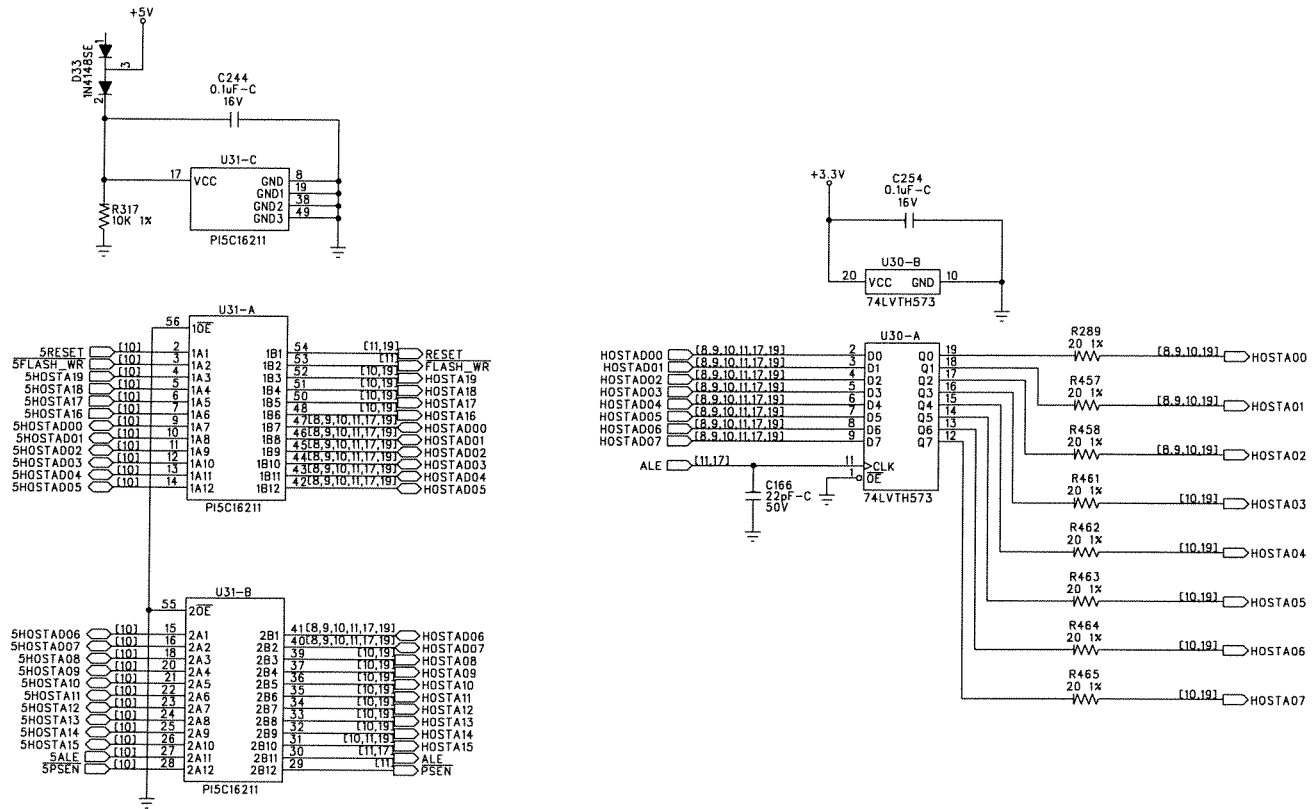 +5V
D33
1N4148SE
1
3
2
C244
0.1uF-C
16V
U31-C
17 VCC GND 8
GND1 19
GND2 38
GND3 49
PI5C16211
R317
10K 1%
U31-A
56 1OE
5RESET [10] 2 1A1 1B1 54 [11,19] RESET
5FLASH_WR [10] 3 1A2 1B2 53 [11] FLASH_WR
5HOSTA19 [10] 4 1A3 1B3 52 [10,19] HOSTA19
5HOSTA18 [10] 5 1A4 1B4 51 [10,19] HOSTA18
5HOSTA17 [10] 6 1A5 1B5 50 [10,19] HOSTA17
5HOSTA16 [10] 7 1A6 1B6 48 [10,19] HOSTA16
5HOSTAD00 [10] 9 1A7 1B7 47 [8,9,10,11,17,19] HOSTAD00
5HOSTAD01 [10] 10 1A8 1B8 46 [8,9,10,11,17,19] HOSTAD01
5HOSTAD02 [10] 11 1A9 1B9 45 [8,9,10,11,17,19] HOSTAD02
5HOSTAD03 [10] 12 1A10 1B10 44 [8,9,10,11,17,19] HOSTAD03
5HOSTAD04 [10] 13 1A11 1B11 43 [8,9,10,11,17,19] HOSTAD04
5HOSTAD05 [10] 14 1A12 1B12 42 [8,9,10,11,17,19] HOSTAD05
PI5C16211
U31-B
55 2OE
5HOSTAD06 [10] 15 2A1 2B1 41 [8,9,10,11,17,19] HOSTAD06
5HOSTAD07 [10] 16 2A2 2B2 40 [8,9,10,11,17,19] HOSTAD07
5HOSTA08 [10] 18 2A3 2B3 39 [10,19] HOSTA08
5HOSTA09 [10] 20 2A4 2B4 37 [10,19] HOSTA09
5HOSTA10 [10] 21 2A5 2B5 36 [10,19] HOSTA10
5HOSTA11 [10] 22 2A6 2B6 35 [10,19] HOSTA11
5HOSTA12 [10] 23 2A7 2B7 34 [10,19] HOSTA12
5HOSTA13 [10] 24 2A8 2B8 33 [10,19] HOSTA13
5HOSTA14 [10] 25 2A9 2B9 32 [10,19] HOSTA14
5HOSTA15 [10] 26 2A10 2B10 31 [10,11,19] HOSTA15
5ALE [10] 27 2A11 2B11 30 [11,17] ALE
5PSEN [10] 28 2A12 2B12 29 [11] PSEN
PI5C16211
+3.3V
C254
0.1uF-C
16V
U30-B
20 VCC GND 10
74LVTH573
U30-A
HOSTAD00 [8,9,10,11,17,19] 2 D0 Q0 19
HOSTAD01 [8,9,10,11,17,19] 3 D1 Q1 18
HOSTAD02 [8,9,10,11,17,19] 4 D2 Q2 17
HOSTAD03 [8,9,10,11,17,19] 5 D3 Q3 16
HOSTAD04 [8,9,10,11,17,19] 6 D4 Q4 15
HOSTAD05 [8,9,10,11,17,19] 7 D5 Q5 14
HOSTAD06 [8,9,10,11,17,19] 8 D6 Q6 13
HOSTAD07 [8,9,10,11,17,19] 9 D7 Q7 12
ALE [11,17] 11 CLK
1 OE
74LVTH573
C166
22pF-C
50V
R289
20 1% [8,9,10,19] HOSTA00
R457
20 1% [8,9,10,19] HOSTA01
R458
20 1% [8,9,10,19] HOSTA02
R461
20 1% [10,19] HOSTA03
R462
20 1% [10,19] HOSTA04
R463
20 1% [10,19] HOSTA05
R464
20 1% [10,19] HOSTA06
R465
20 1% [10,19] HOSTA07